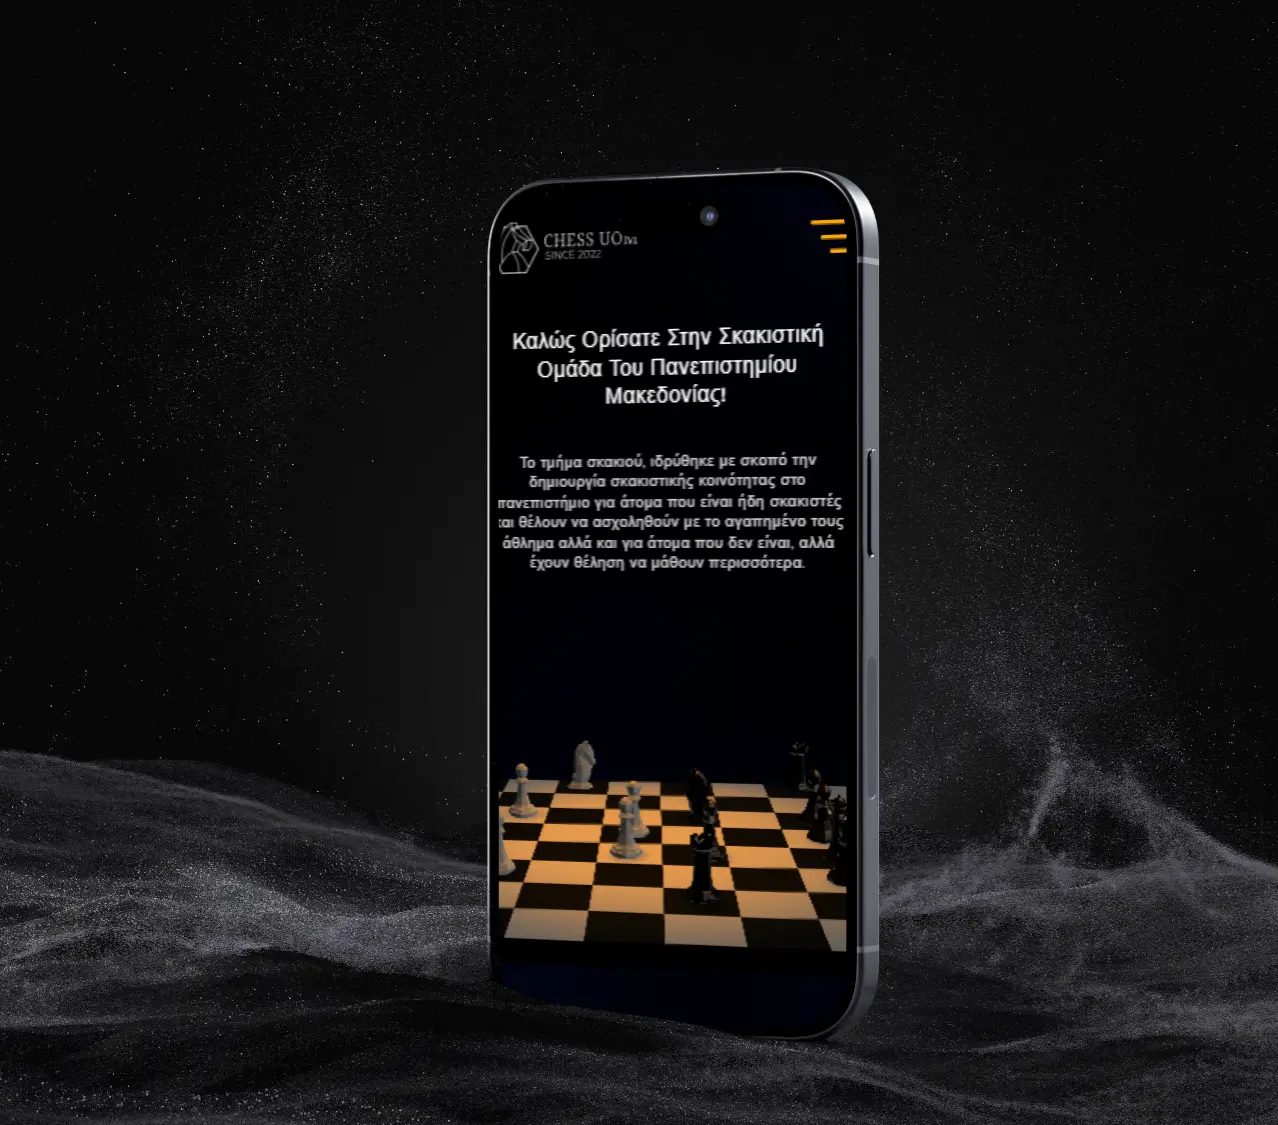 CHESS UOM
SINCE 2022
Καλώς Ορίσατε Στην Σκακιστική
Ομάδα Του Πανεπιστημίου
Μακεδονίας!
Το τμήμα σκακιού, ιδρύθηκε με σκοπό την
δημιουργία σκακιστικής κοινότητας στο
πανεπιστήμιο για άτομα που είναι ήδη σκακιστές
και θέλουν να ασχοληθούν με το αγαπημένο τους
άθλημα αλλά και για άτομα που δεν είναι, αλλά
έχουν θέληση να μάθουν περισσότερα.